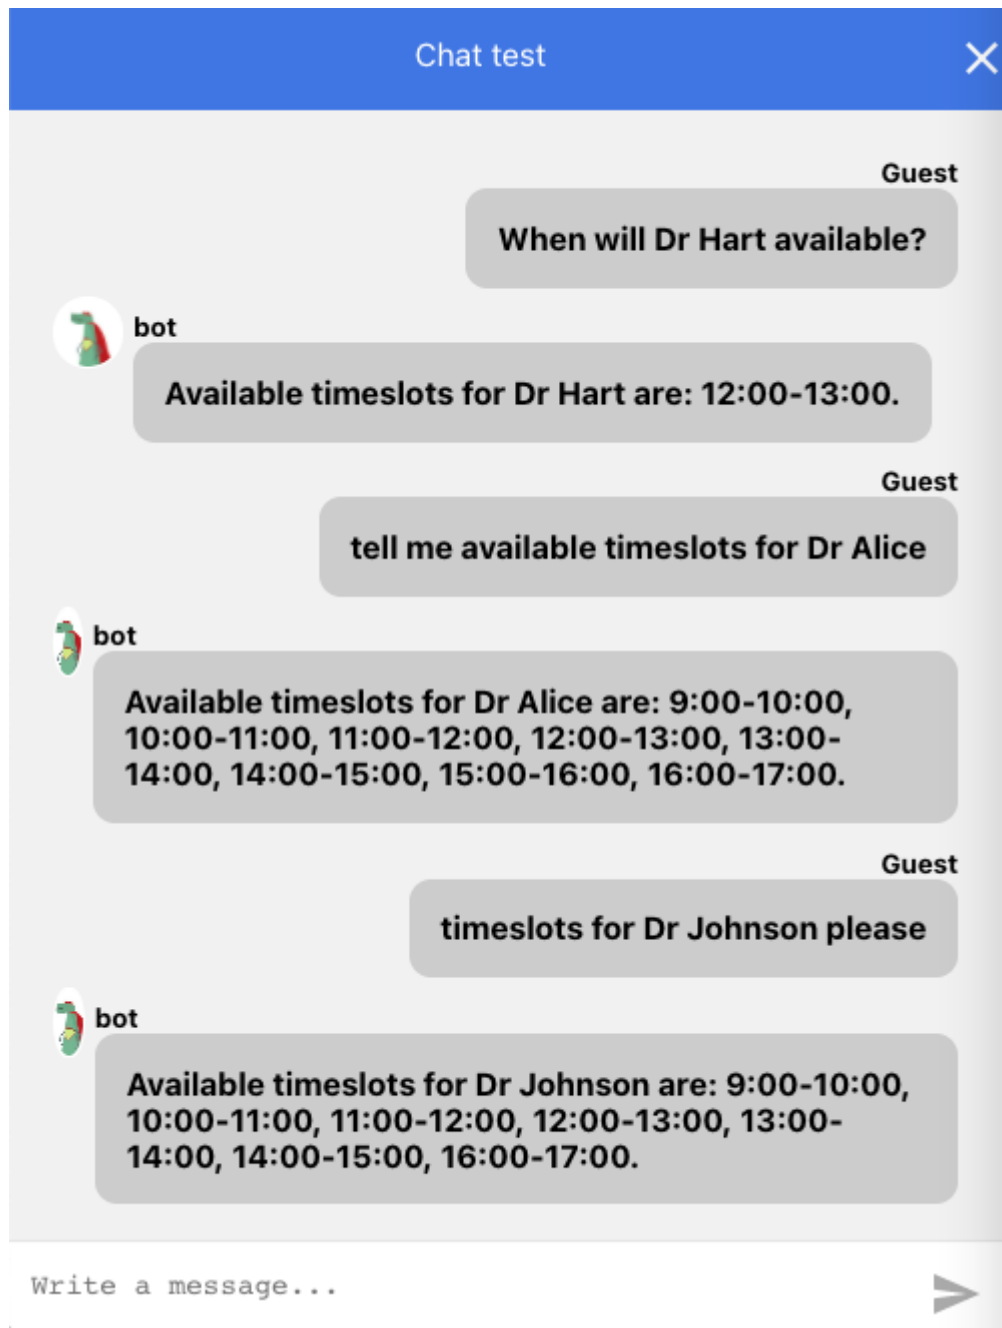 Chat test
Guest
When will Dr Hart available?
bot
Available timeslots for Dr Hart are: 12:00-13:00.
Guest
tell me available timeslots for Dr Alice
bot
Available timeslots for Dr Alice are: 9:00-10:00,
10:00-11:00, 11:00-12:00, 12:00-13:00, 13:00-
14:00, 14:00-15:00, 15:00-16:00, 16:00-17:00.
Guest
timeslots for Dr Johnson please
bot
Available timeslots for Dr Johnson are: 9:00-10:00,
10:00-11:00, 11:00-12:00, 12:00-13:00, 13:00-
14:00, 14:00-15:00, 16:00-17:00.
Write a message...